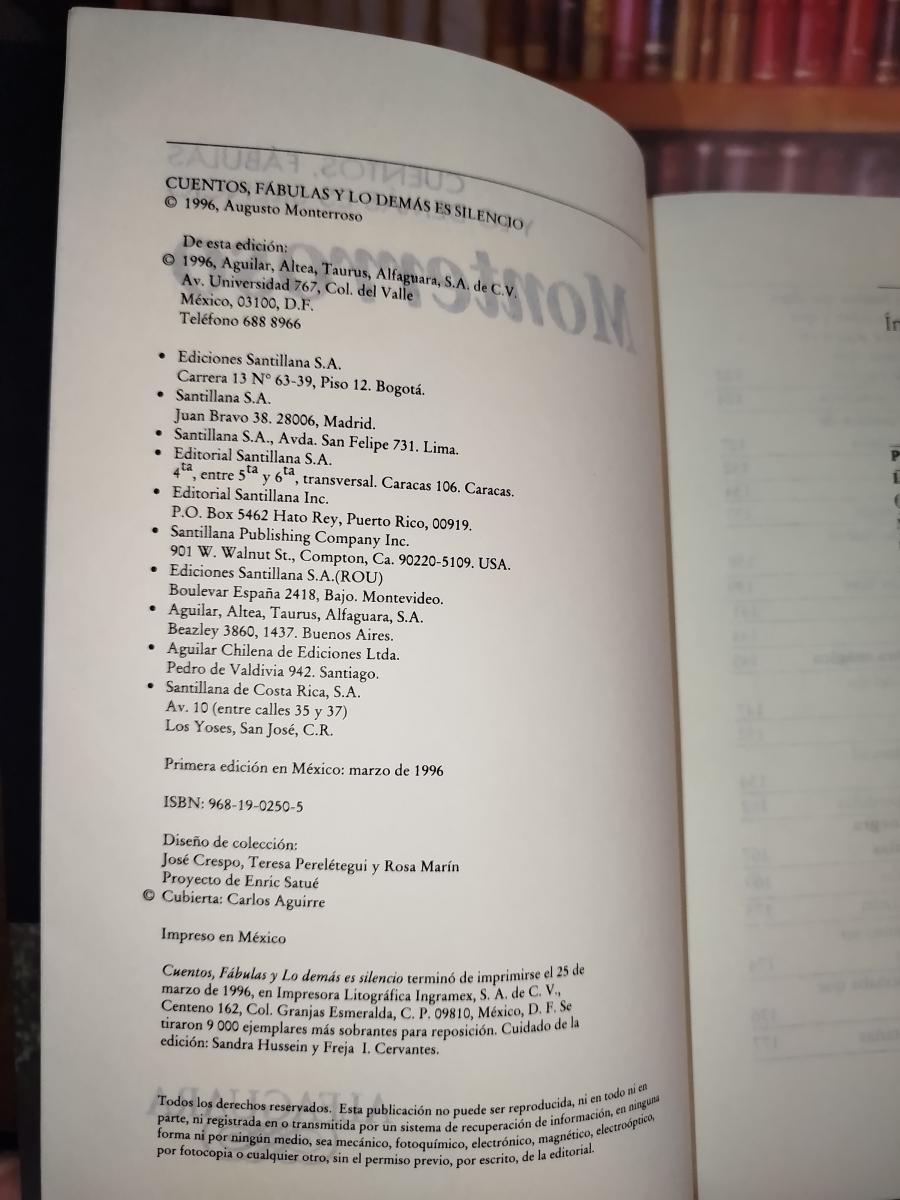 CUENTOS, FÁBULAS Y LO DEMÁS ES SILENCIO
© 1996, Augusto Monterroso
De esta edición:
© 1996, Aguilar, Altea, Taurus, Alfaguara, S.A. de C.V.
Av. Universidad 767, Col. del Valle
México, 03100, D.F.
Teléfono 688 8966
• Ediciones Santillana S.A.
Carrera 13 N° 63-39, Piso 12. Bogotá.
• Santillana S.A.
Juan Bravo 38. 28006, Madrid.
• Santillana S.A., Avda. San Felipe 731. Lima.
• Editorial Santillana S.A.
4ta, entre 5ta y 6ta, transversal. Caracas 106. Caracas.
• Editorial Santillana Inc.
P.O. Box 5462 Hato Rey, Puerto Rico, 00919.
• Santillana Publishing Company Inc.
901 W. Walnut St., Compton, Ca. 90220-5109. USA.
• Ediciones Santillana S.A.(ROU)
Boulevar España 2418, Bajo. Montevideo.
• Aguilar, Altea, Taurus, Alfaguara, S.A.
Beazley 3860, 1437. Buenos Aires.
• Aguilar Chilena de Ediciones Ltda.
Pedro de Valdivia 942. Santiago.
• Santillana de Costa Rica, S.A.
Av. 10 (entre calles 35 y 37)
Los Yoses, San José, C.R.
Primera edición en México: marzo de 1996
ISBN: 968-19-0250-5
Diseño de colección:
José Crespo, Teresa Perelétegui y Rosa Marín
Proyecto de Enric Satué
© Cubierta: Carlos Aguirre
Impreso en México
Cuentos, Fábulas y Lo demás es silencio terminó de imprimirse el 25 de
marzo de 1996, en Impresora Litográfica Ingramex, S. A. de C. V.,
Centeno 162, Col. Granjas Esmeralda, C. P. 09810, México, D. F. Se
tiraron 9 000 ejemplares más sobrantes para reposición. Cuidado de la
edición: Sandra Hussein y Freja I. Cervantes.
Todos los derechos reservados. Esta publicación no puede ser reproducida, ni en todo ni en
parte, ni registrada en o transmitida por un sistema de recuperación de información, en ninguna
forma ni por ningún medio, sea mecánico, fotoquímico, electrónico, magnético, electroóptico,
por fotocopia o cualquier otro, sin el permiso previo, por escrito, de la editorial.